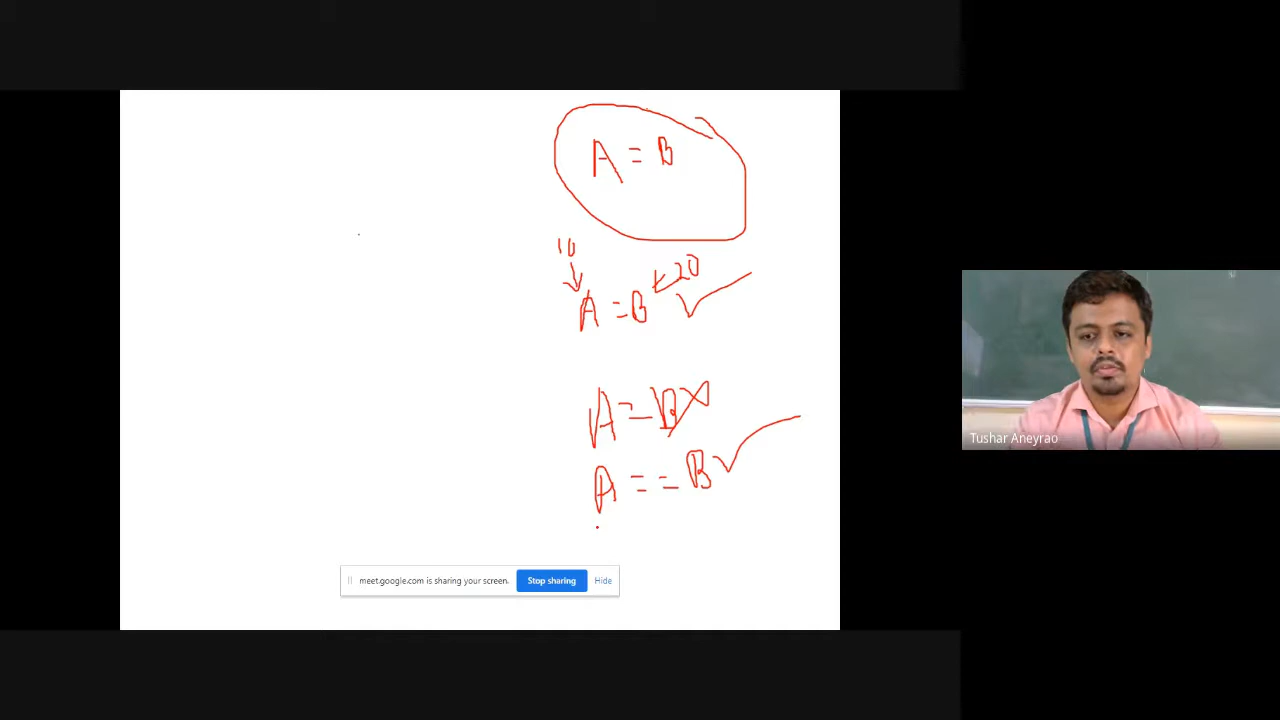 A = B
10
20
A = B
A = B
A = = B
meet.google.com is sharing your screen.
Stop sharing
Hide
Tushar Aneyrao